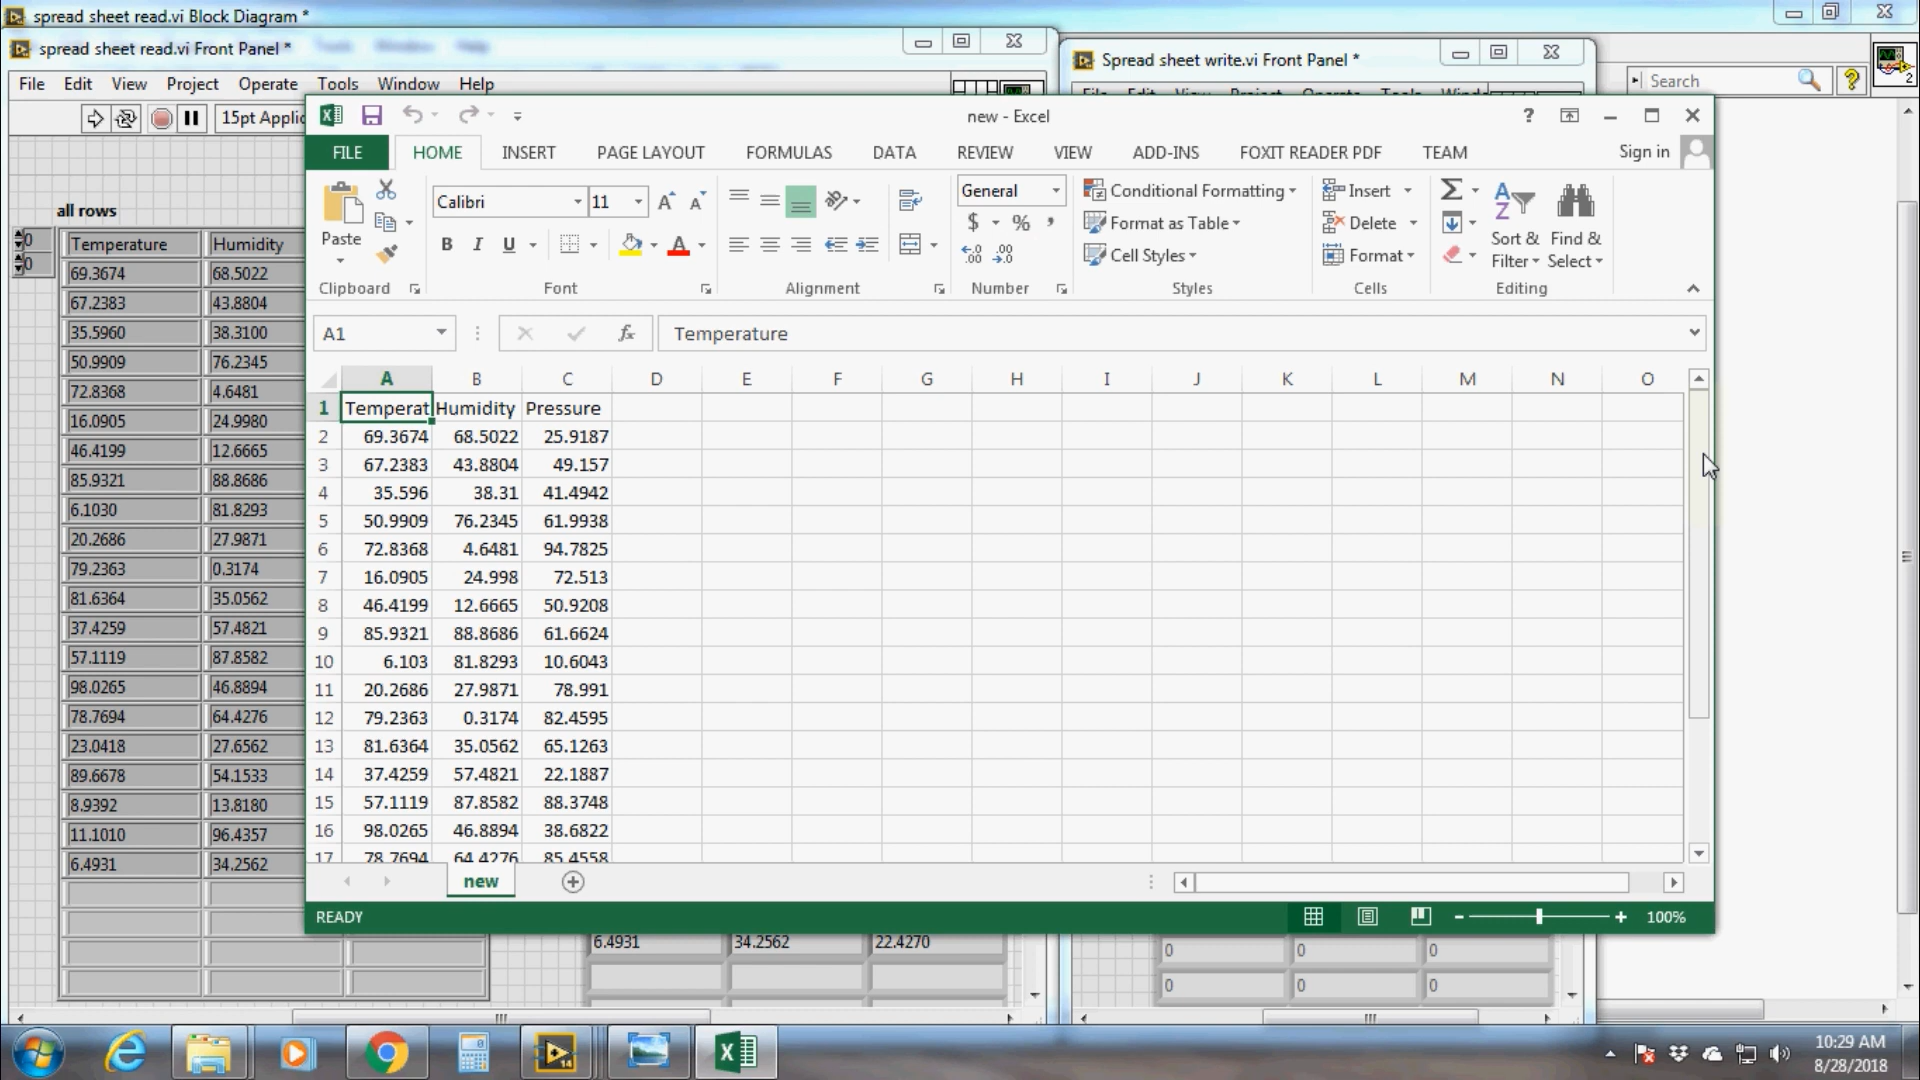 spread sheet read.vi Block Diagram *
spread sheet read.vi Front Panel *
Spread sheet write.vi Front Panel *
File Edit View Project Operate Tools Window Help
Search
2
15pt Applic
new - Excel
FILE HOME INSERT PAGE LAYOUT FORMULAS DATA REVIEW VIEW ADD-INS FOXIT READER PDF TEAM Sign in
Paste
Calibri 11
B I U
General
$ % ,
Conditional Formatting
Format as Table
Cell Styles
Insert
Delete
Format
Sort & Filter
Find & Select
Clipboard Font Alignment Number Styles Cells Editing
A1 fx Temperature
all rows
0
0
Temperature Humidity
69.3674 68.5022
67.2383 43.8804
35.5960 38.3100
50.9909 76.2345
72.8368 4.6481
16.0905 24.9980
46.4199 12.6665
85.9321 88.8686
6.1030 81.8293
20.2686 27.9871
79.2363 0.3174
81.6364 35.0562
37.4259 57.4821
57.1119 87.8582
98.0265 46.8894
78.7694 64.4276
23.0418 27.6562
89.6678 54.1533
8.9392 13.8180
11.1010 96.4357
6.4931 34.2562
A B C D E F G H I J K L M N O
1 Temperat Humidity Pressure
2 69.3674 68.5022 25.9187
3 67.2383 43.8804 49.157
4 35.596 38.31 41.4942
5 50.9909 76.2345 61.9938
6 72.8368 4.6481 94.7825
7 16.0905 24.998 72.513
8 46.4199 12.6665 50.9208
9 85.9321 88.8686 61.6624
10 6.103 81.8293 10.6043
11 20.2686 27.9871 78.991
12 79.2363 0.3174 82.4595
13 81.6364 35.0562 65.1263
14 37.4259 57.4821 22.1887
15 57.1119 87.8582 88.3748
16 98.0265 46.8894 38.6822
17 78.7694 64.4276 85.4558
new
READY 100%
6.4931 34.2562 22.4270
0 0 0
0 0 0
10:29 AM
8/28/2018